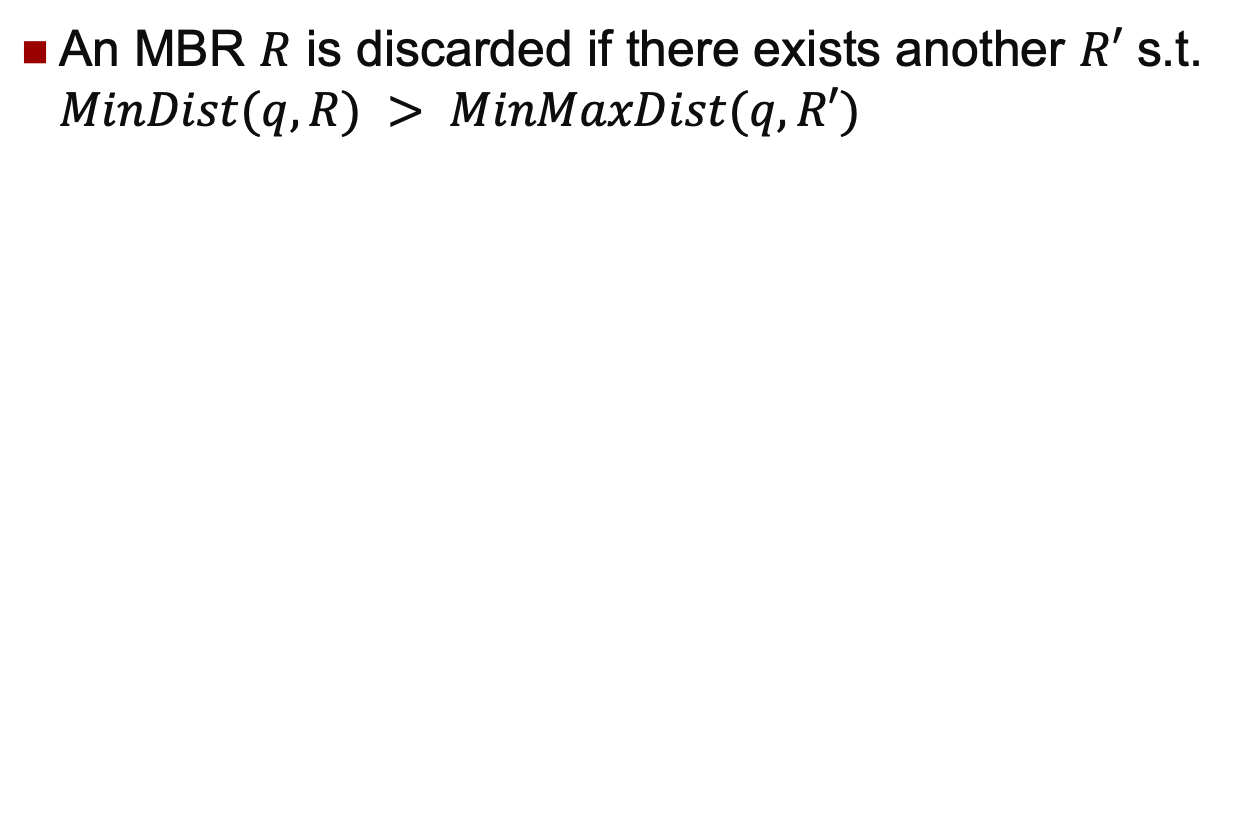 ▪ An MBR R is discarded if there exists another R′ s.t.
MinDist(q, R) > MinMaxDist(q, R′)